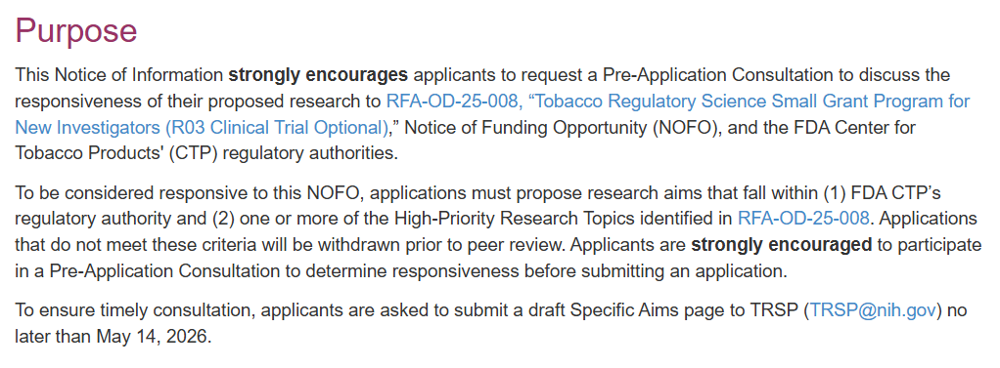 Purpose
This Notice of Information strongly encourages applicants to request a Pre-Application Consultation to discuss the
responsiveness of their proposed research to RFA-OD-25-008, “Tobacco Regulatory Science Small Grant Program for
New Investigators (R03 Clinical Trial Optional),” Notice of Funding Opportunity (NOFO), and the FDA Center for
Tobacco Products' (CTP) regulatory authorities.
To be considered responsive to this NOFO, applications must propose research aims that fall within (1) FDA CTP’s
regulatory authority and (2) one or more of the High-Priority Research Topics identified in RFA-OD-25-008. Applications
that do not meet these criteria will be withdrawn prior to peer review. Applicants are strongly encouraged to participate
in a Pre-Application Consultation to determine responsiveness before submitting an application.
To ensure timely consultation, applicants are asked to submit a draft Specific Aims page to TRSP (TRSP@nih.gov) no
later than May 14, 2026.